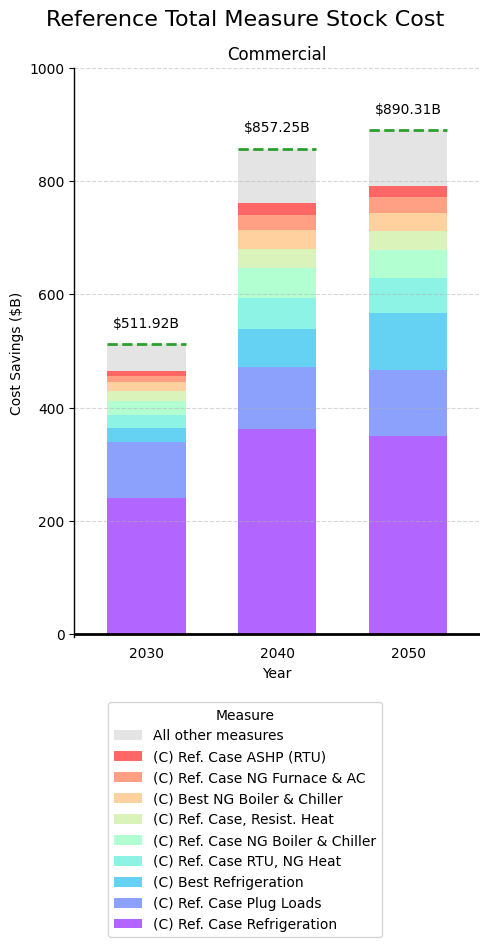 Reference Total Measure Stock Cost
Commercial
1000
800
600
400
200
0
Cost Savings ($B)
$511.92B
$857.25B
$890.31B
2030
2040
2050
Year
Measure
All other measures
(C) Ref. Case ASHP (RTU)
(C) Ref. Case NG Furnace & AC
(C) Best NG Boiler & Chiller
(C) Ref. Case, Resist. Heat
(C) Ref. Case NG Boiler & Chiller
(C) Ref. Case RTU, NG Heat
(C) Best Refrigeration
(C) Ref. Case Plug Loads
(C) Ref. Case Refrigeration